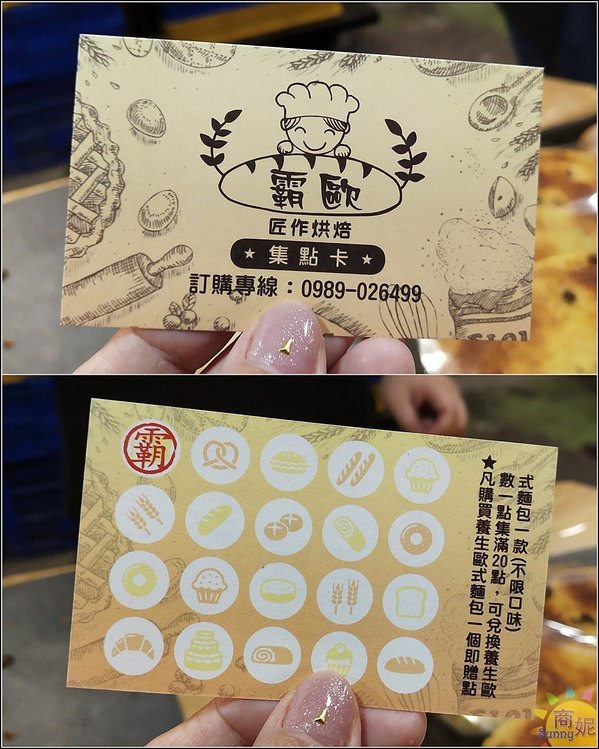 霸歐
匠作烘焙
★集點卡★
訂購專線：0989-026499
霸
★凡購買養生歐式麵包一個即贈點
數一點集滿20點，可兌換養生歐
式麵包一款(不限口味)
商妮
Sunny